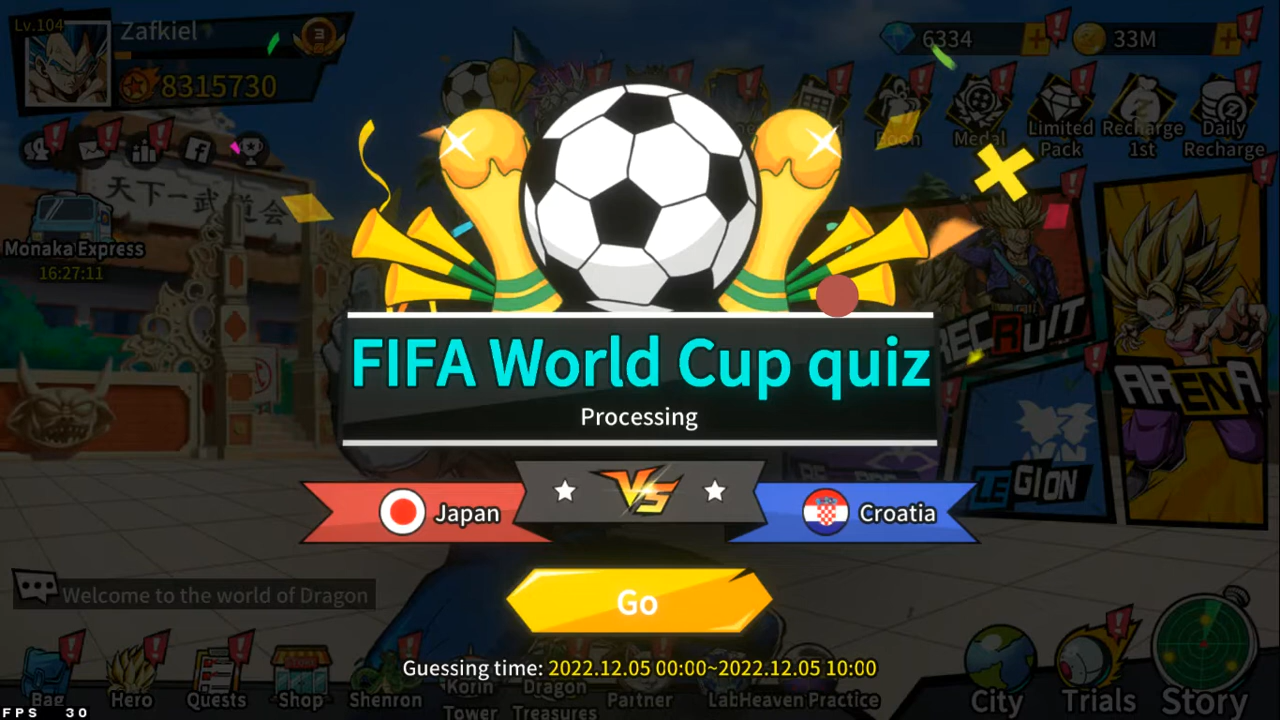 Lv.104
Zafkiel
3
8315730
6334
33M
Medal
Limited Pack
Recharge 1st
Daily Recharge
天下一武道会
Monaka Express
16:27:11
RECRUIT
ARENA
LEGION
FIFA World Cup quiz
Processing
Japan
VS
Croatia
Go
Welcome to the world of Dragon
Guessing time: 2022.12.05 00:00~2022.12.05 10:00
Bag
Hero
Quests
Shop
Shenron
Korin Tower
Dragon Treasures
Partner
Lab
Heaven Practice
City
Trials
Story
FPS 30